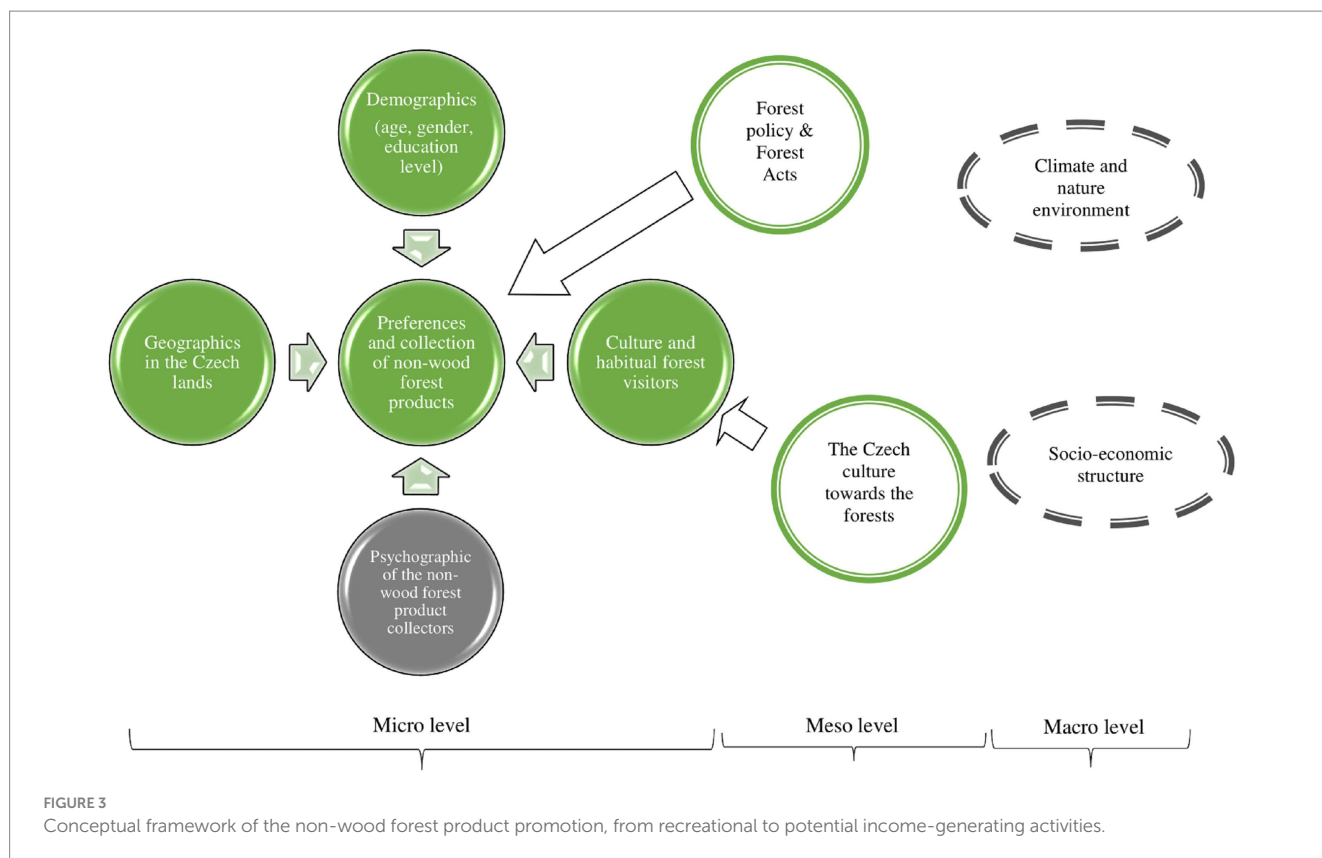 Demographics
(age, gender,
education
level)
Forest
policy &
Forest
Acts
Climate and
nature
environment
Geographics
in the Czech
lands
Preferences
and collection
of non-wood
forest
products
Culture and
habitual forest
visitors
The Czech
culture
towards the
forests
Socio-economic
structure
Psychographic
of the non-
wood forest
product
collectors
Micro level
Meso level
Macro level
FIGURE 3
Conceptual framework of the non-wood forest product promotion, from recreational to potential income-generating activities.